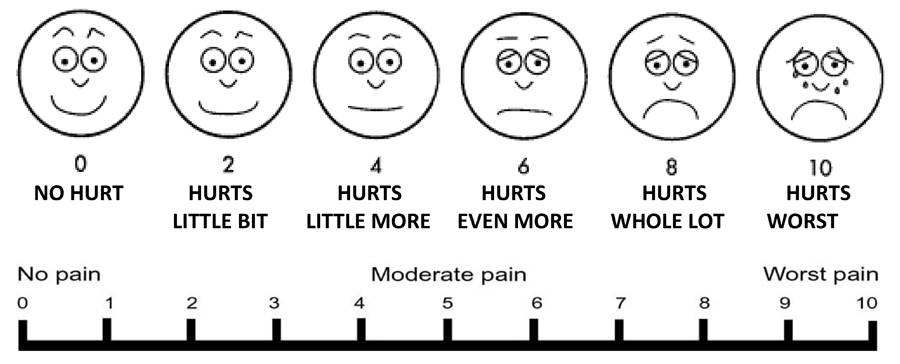 0 2 4 6 8 10
NO HURT HURTS HURTS HURTS HURTS HURTS
LITTLE BIT LITTLE MORE EVEN MORE WHOLE LOT WORST
No pain Moderate pain Worst pain
0 1 2 3 4 5 6 7 8 9 10